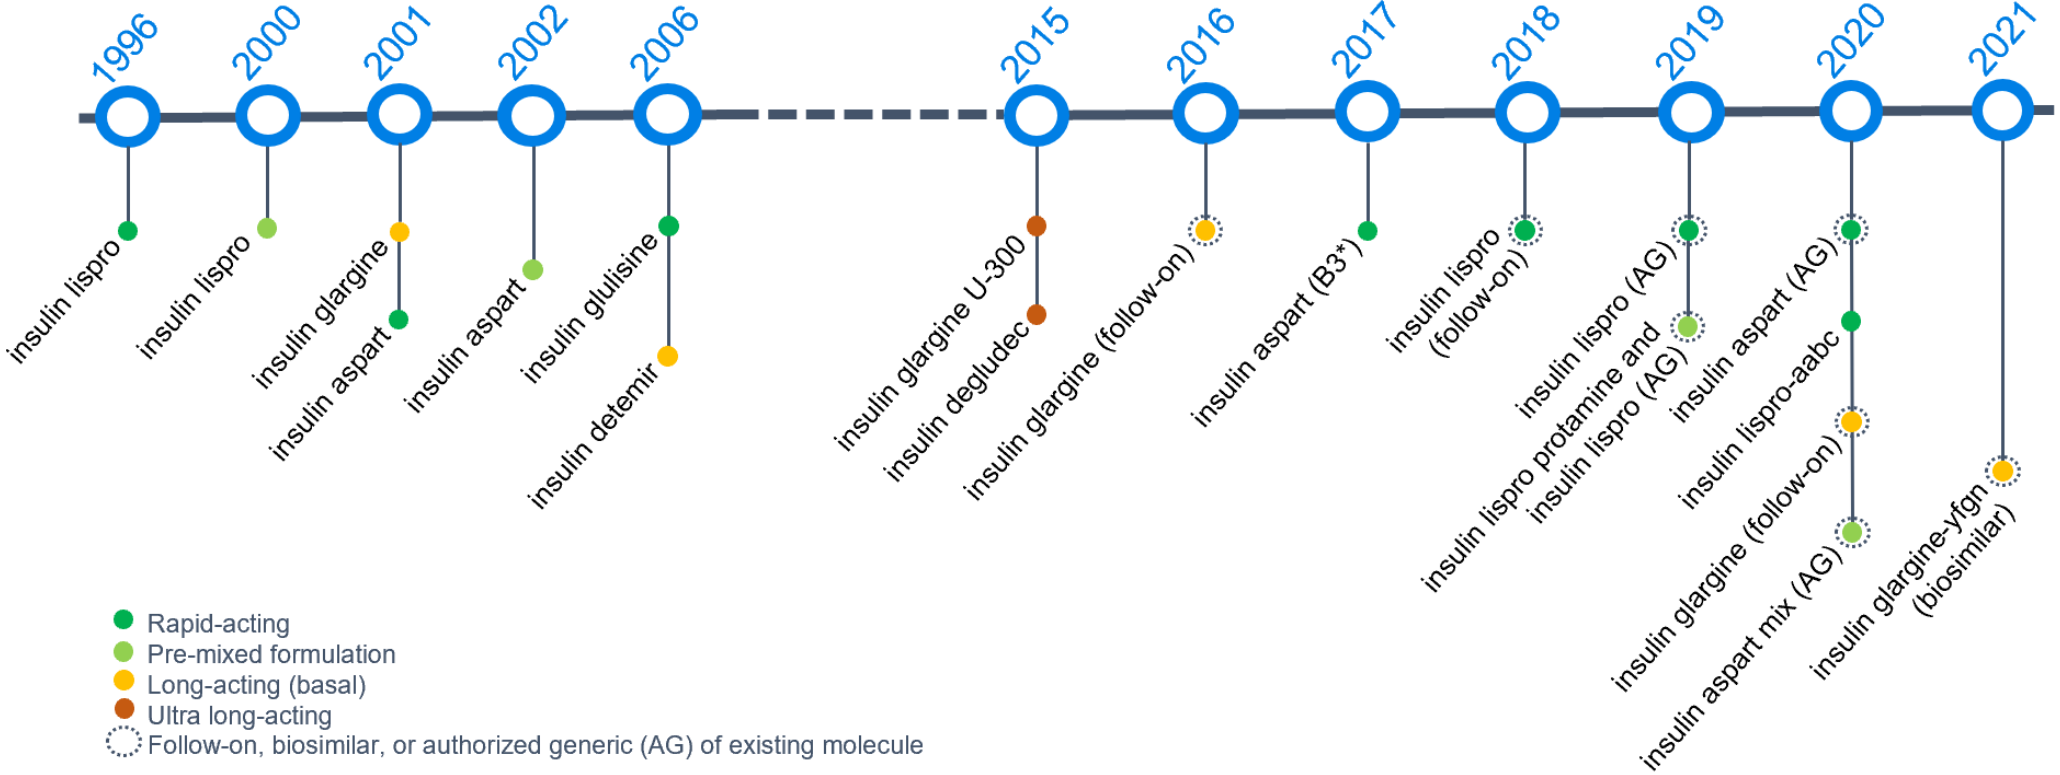 1996
2000
2001
2002
2006
2015
2016
2017
2018
2019
2020
2021
insulin lispro
insulin lispro
insulin glargine
insulin aspart
insulin aspart
insulin glulisine
insulin detemir
insulin glargine U-300
insulin degludec
insulin glargine (follow-on)
insulin aspart (B3*)
insulin lispro
(follow-on)
insulin lispro (AG)
insulin lispro protamine and
insulin lispro (AG)
insulin aspart (AG)
insulin lispro-aabc
insulin glargine (follow-on)
insulin aspart mix (AG)
insulin glargine-yfgn
(biosimilar)
Rapid-acting
Pre-mixed formulation
Long-acting (basal)
Ultra long-acting
Follow-on, biosimilar, or authorized generic (AG) of existing molecule